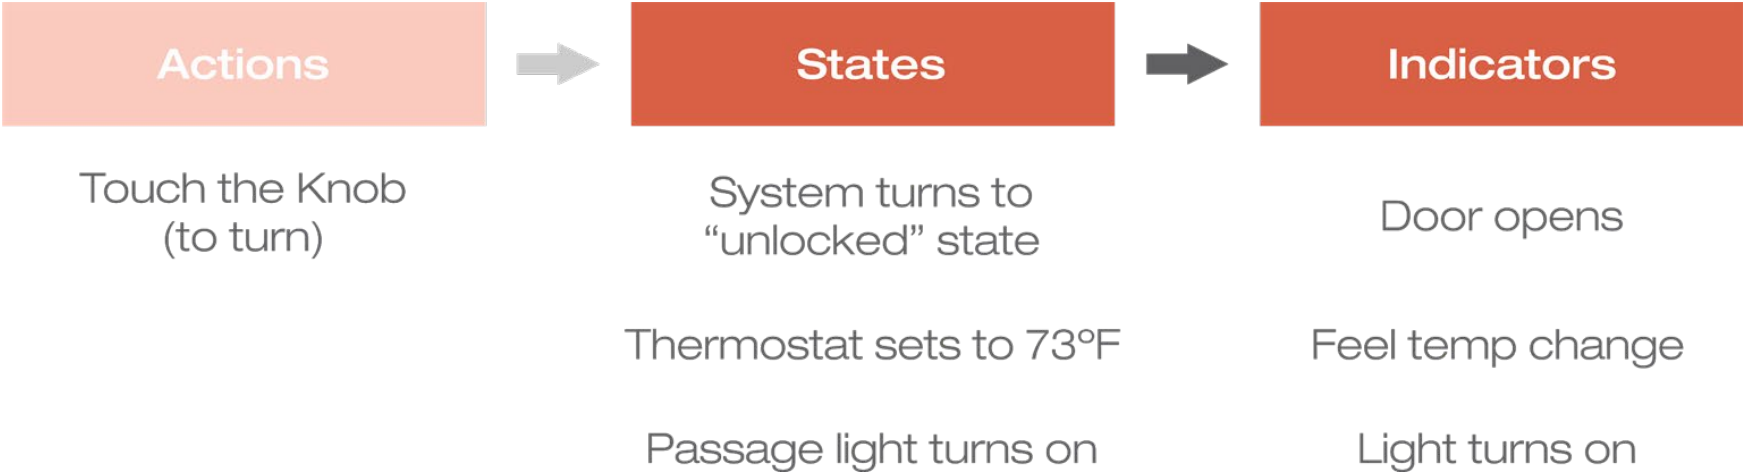 Actions
States
Indicators
Touch the Knob
(to turn)
System turns to
“unlocked” state
Door opens
Thermostat sets to 73ºF
Feel temp change
Passage light turns on
Light turns on